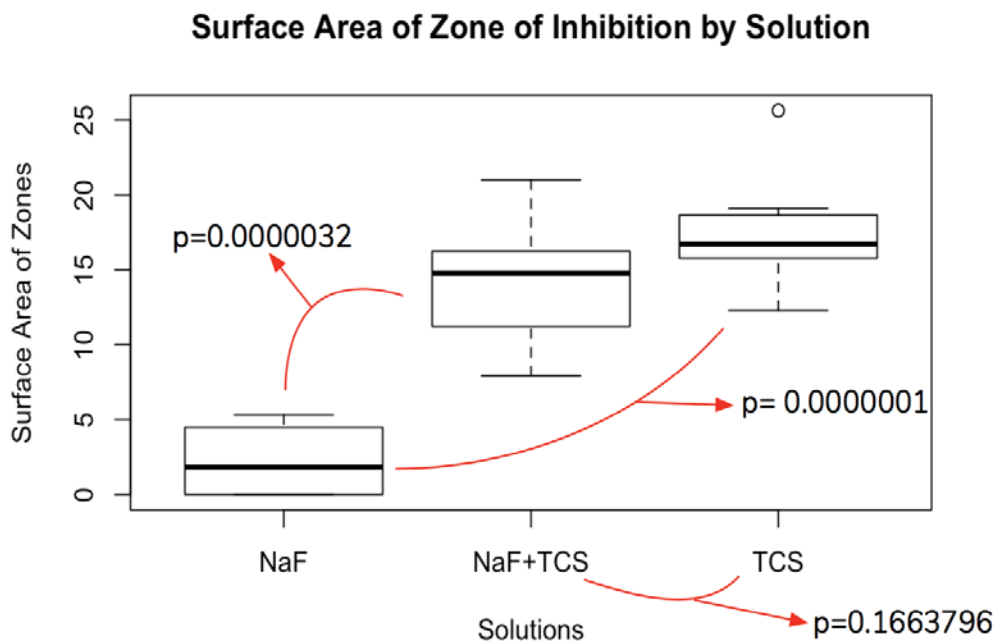 Surface Area of Zone of Inhibition by Solution
Surface Area of Zones
25
20
15
10
5
0
p=0.0000032
p= 0.0000001
NaF
NaF+TCS
TCS
p=0.1663796
Solutions